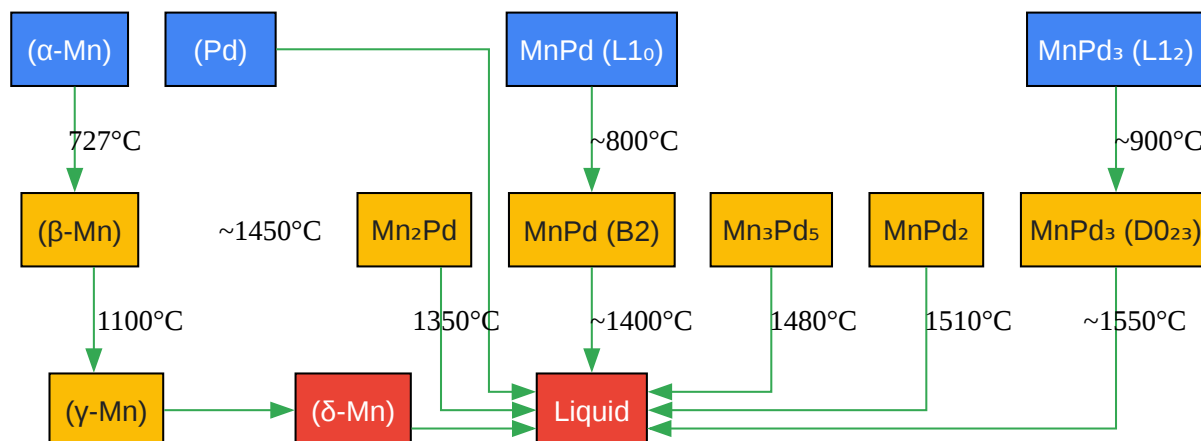 (α-Mn)
(Pd)
MnPd (L1₀)
MnPd₃ (L1₂)
727°C
~800°C
~900°C
(β-Mn)
~1450°C
Mn₂Pd
MnPd (B2)
Mn₃Pd₅
MnPd₂
MnPd₃ (D0₂₃)
1100°C
1350°C
~1400°C
1480°C
1510°C
~1550°C
(γ-Mn)
(δ-Mn)
Liquid